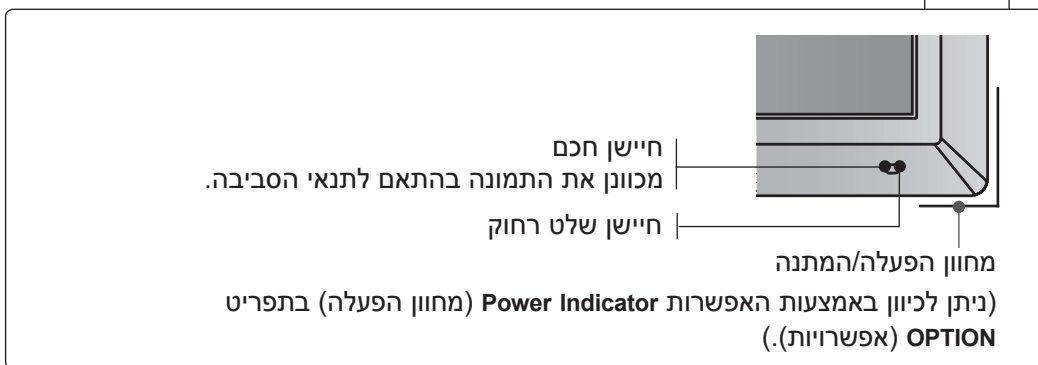 חיישן חכם
מכוונן את התמונה בהתאם לתנאי הסביבה.
חיישן שלט רחוק
מחוון הפעלה/המתנה
(ניתן לכיוון באמצעות האפשרות Power Indicator (מחוון הפעלה) בתפריט
OPTION (אפשרויות).)